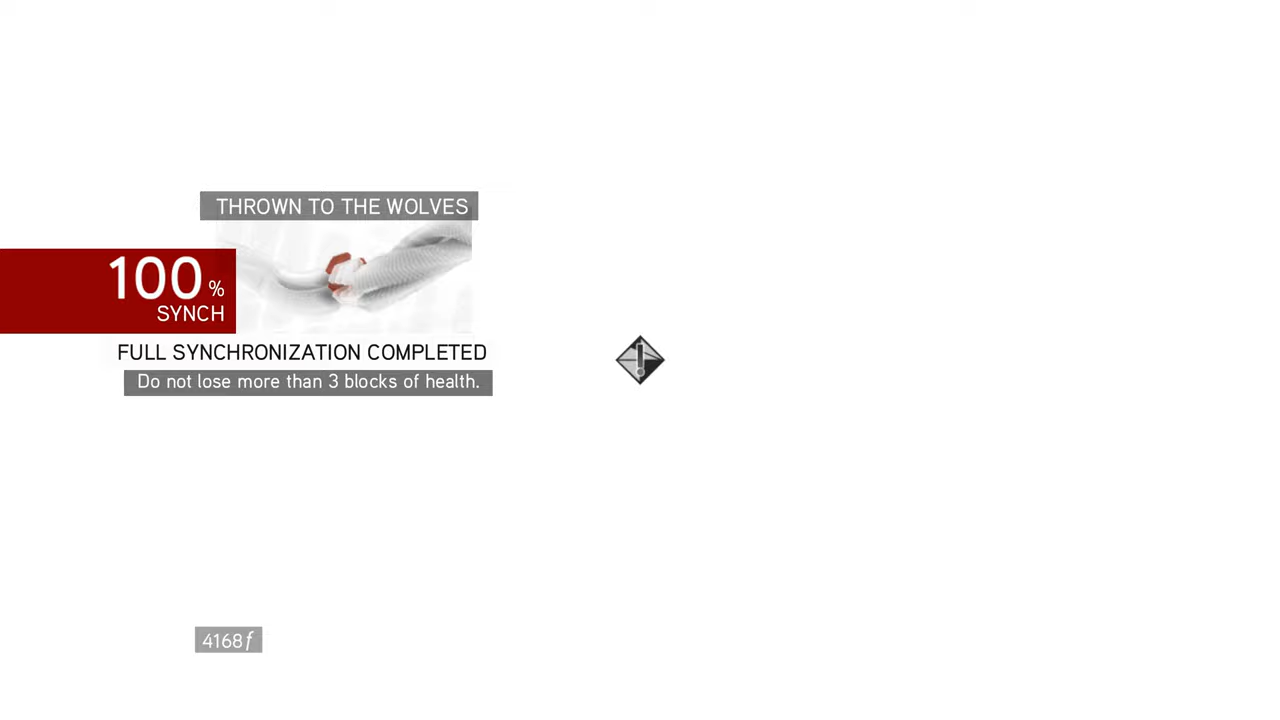 THROWN TO THE WOLVES
100%
SYNCH
FULL SYNCHRONIZATION COMPLETED
Do not lose more than 3 blocks of health.
4168ƒ